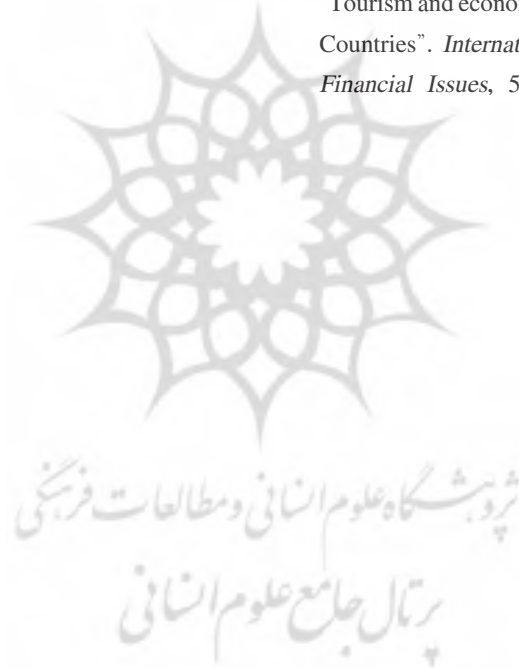 “Tourism and econo
Countries”. Internat
Financial Issues, 5
پژوهشگاه علوم انسانی و مطالعات فرهنگی
پرتال جامع علوم انسانی